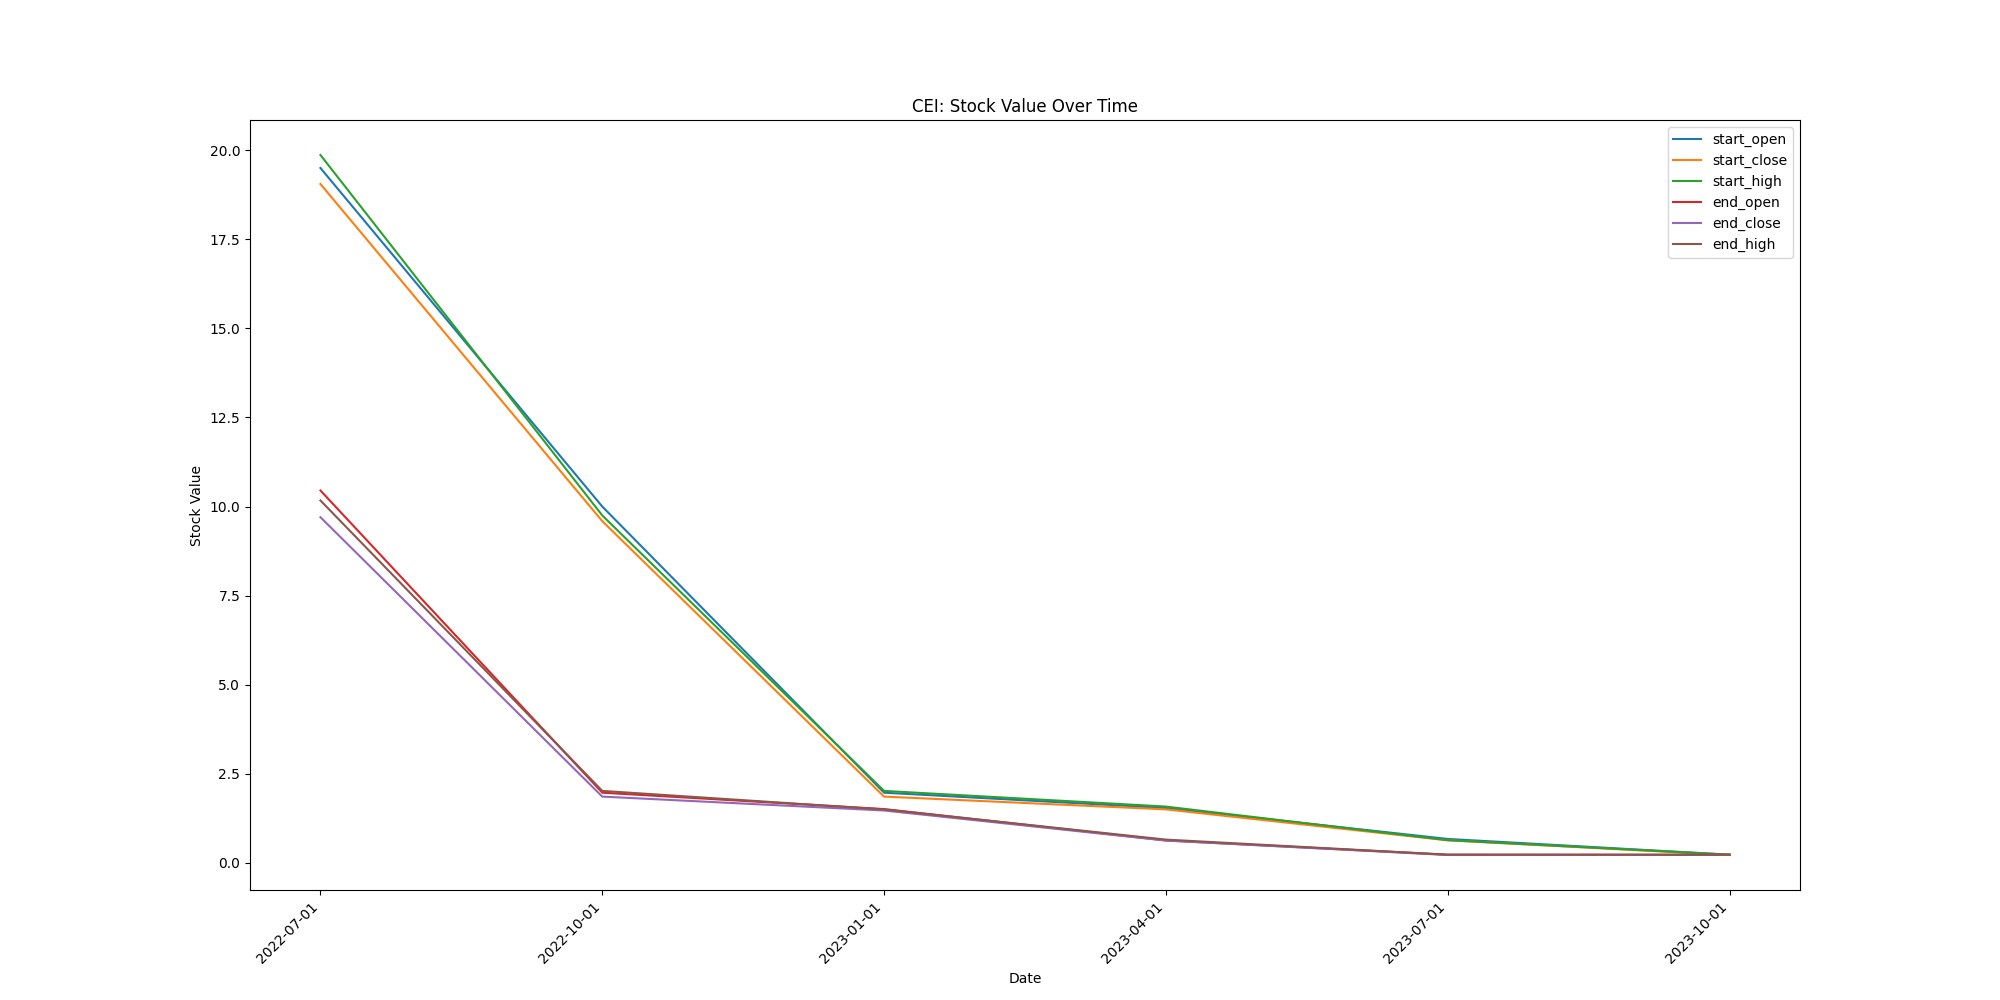 CEI: Stock Value Over Time
start_open
start_close
start_high
end_open
end_close
end_high
20.0
17.5
15.0
12.5
10.0
7.5
5.0
2.5
0.0
Stock Value
2022-07-01
2022-10-01
2023-01-01
2023-04-01
2023-07-01
2023-10-01
Date